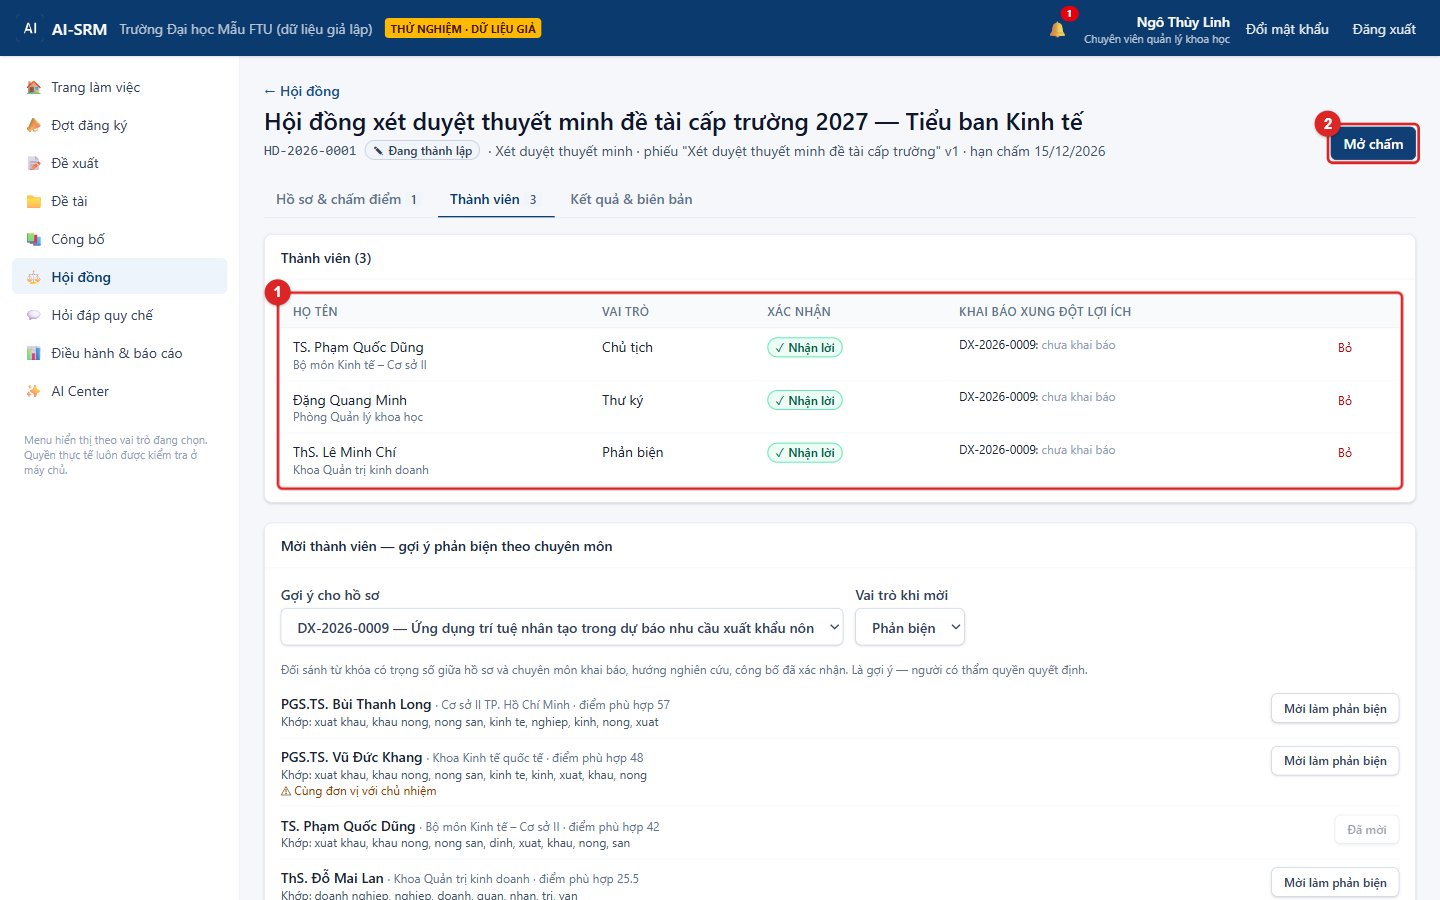 AI AI-SRM Trường Đại học Mẫu FTU (dữ liệu giả lập) THỬ NGHIỆM · DỮ LIỆU GIẢ
1
Ngô Thùy Linh
Chuyên viên quản lý khoa học
Đổi mật khẩu Đăng xuất
Trang làm việc
Đợt đăng ký
Đề xuất
Đề tài
Công bố
Hội đồng
Hỏi đáp quy chế
Điều hành & báo cáo
AI Center
Menu hiển thị theo vai trò đang chọn.
Quyền thực tế luôn được kiểm tra ở
máy chủ.
← Hội đồng
Hội đồng xét duyệt thuyết minh đề tài cấp trường 2027 — Tiểu ban Kinh tế
HD-2026-0001 Đang thành lập · Xét duyệt thuyết minh · phiếu "Xét duyệt thuyết minh đề tài cấp trường" v1 · hạn chấm 15/12/2026
2
Mở chấm
Hồ sơ & chấm điểm 1 Thành viên 3 Kết quả & biên bản
Thành viên (3)
1
HỌ TÊN VAI TRÒ XÁC NHẬN KHAI BÁO XUNG ĐỘT LỢI ÍCH
TS. Phạm Quốc Dũng Chủ tịch ✓ Nhận lời DX-2026-0009: chưa khai báo Bỏ
Bộ môn Kinh tế – Cơ sở II
Đặng Quang Minh Thư ký ✓ Nhận lời DX-2026-0009: chưa khai báo Bỏ
Phòng Quản lý khoa học
ThS. Lê Minh Chí Phản biện ✓ Nhận lời DX-2026-0009: chưa khai báo Bỏ
Khoa Quản trị kinh doanh
Mời thành viên — gợi ý phản biện theo chuyên môn
Gợi ý cho hồ sơ Vai trò khi mời
DX-2026-0009 — Ứng dụng trí tuệ nhân tạo trong dự báo nhu cầu xuất khẩu nôn Phản biện
Đối sánh từ khóa có trọng số giữa hồ sơ và chuyên môn khai báo, hướng nghiên cứu, công bố đã xác nhận. Là gợi ý — người có thẩm quyền quyết định.
PGS.TS. Bùi Thanh Long · Cơ sở II TP. Hồ Chí Minh · điểm phù hợp 57 Mời làm phản biện
Khớp: xuat khau, khau nong, nong san, kinh te, nghiep, kinh, nong, xuat
PGS.TS. Vũ Đức Khang · Khoa Kinh tế quốc tế · điểm phù hợp 48 Mời làm phản biện
Khớp: xuat khau, khau nong, nong san, kinh te, kinh, xuat, khau, nong
⚠ Cùng đơn vị với chủ nhiệm
TS. Phạm Quốc Dũng · Bộ môn Kinh tế – Cơ sở II · điểm phù hợp 42 Đã mời
Khớp: xuat khau, khau nong, nong san, dinh, xuat, khau, nong, san
ThS. Đỗ Mai Lan · Khoa Quản trị kinh doanh · điểm phù hợp 25.5 Mời làm phản biện
Khớp: doanh nghiep, nghiep, doanh, quan, nhan, tri, van